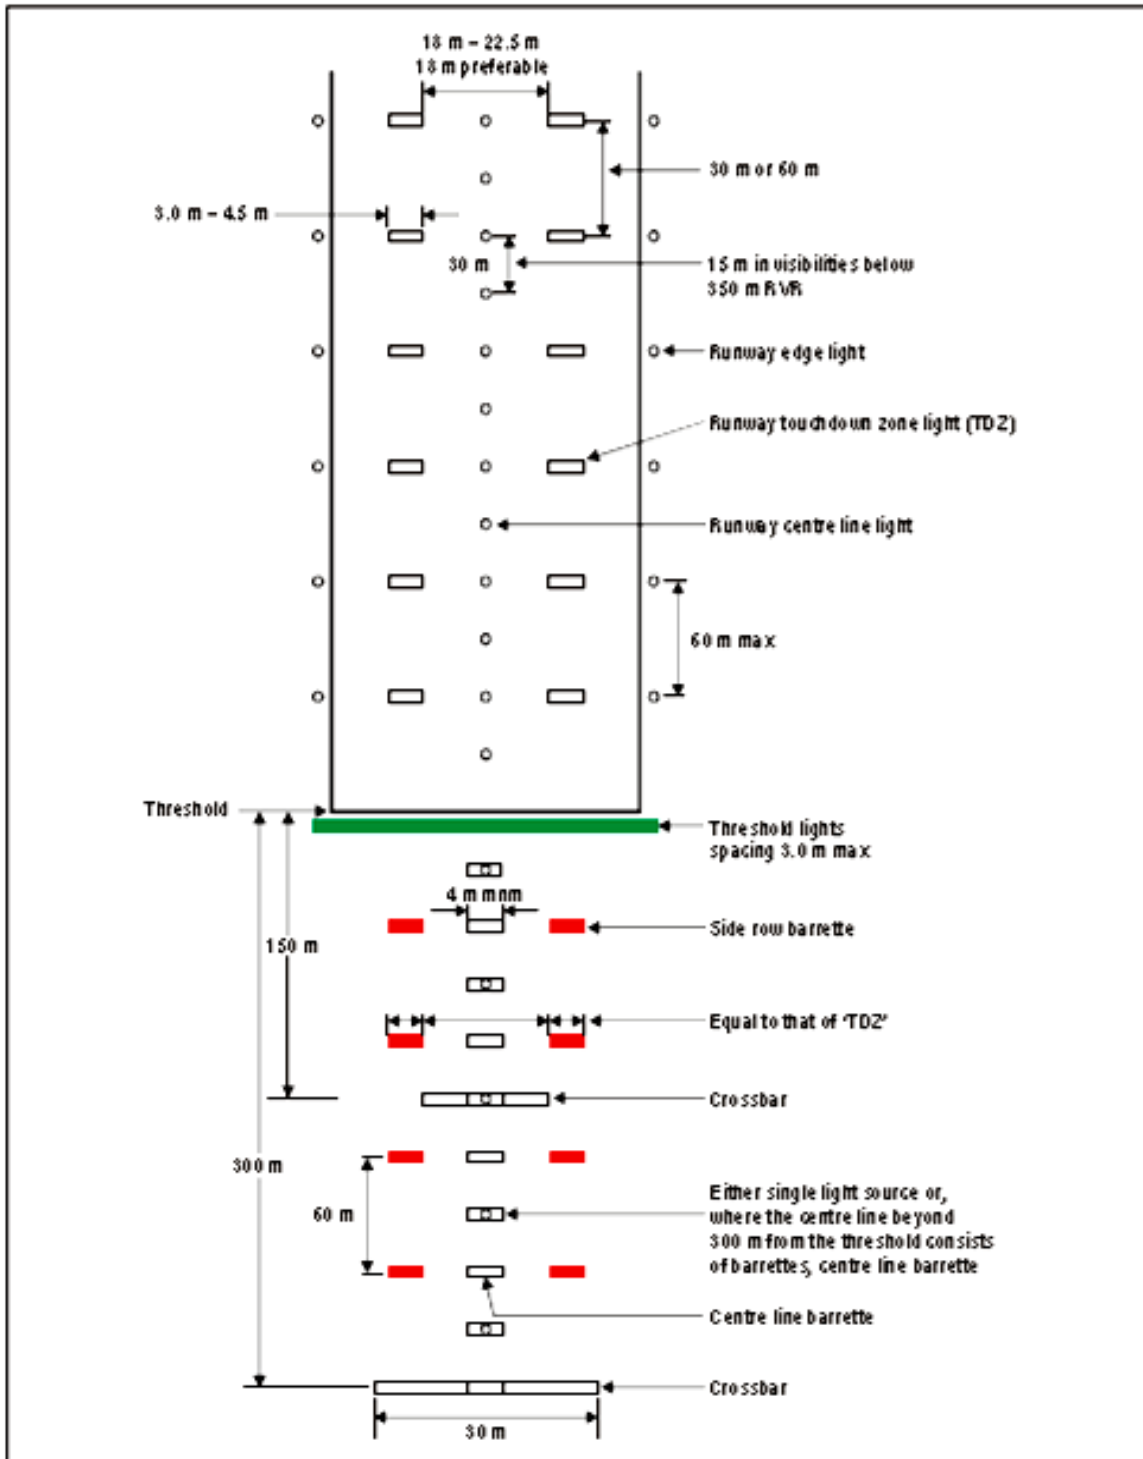 18 m – 22.5 m
18 m preferable
30 m or 60 m
3.0 m – 4.5 m
30 m
15 m in visibilities below
350 m RVR
Runway edge light
Runway touchdown zone light (TDZ)
Runway centre line light
60 m max
Threshold
Threshold lights
spacing 3.0 m max
4 m mnm
Side row barrette
150 m
Equal to that of 'TDZ'
Crossbar
300 m
60 m
Either single light source or,
where the centre line beyond
300 m from the threshold consists
of barrettes, centre line barrette
Centre line barrette
Crossbar
30 m